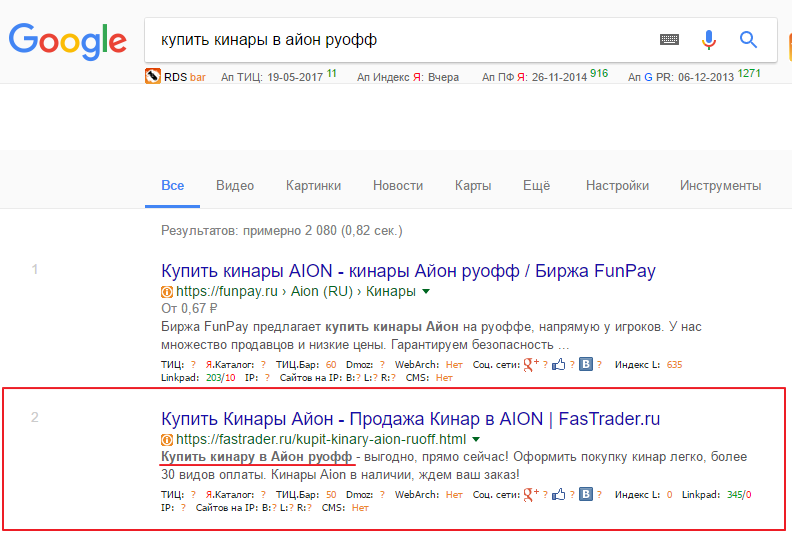 Google
купить кинары в айон руофф
RDS bar Ап ТИЦ: 19-05-2017 11 Ап Индекс Я: Вчера Ап ПФ Я: 26-11-2014 916 Ап G PR: 06-12-2013 1271
Все Видео Картинки Новости Карты Ещё Настройки Инструменты
Результатов: примерно 2 080 (0,82 сек.)
1
Купить кинары AION - кинары Айон руофф / Биржа FunPay
https://funpay.ru › Aion (RU) › Кинары
От 0,67 ₽
Биржа FunPay предлагает купить кинары Айон на руоффе, напрямую у игроков. У нас
множество продавцов и низкие цены. Гарантируем безопасность ...
ТИЦ: ? Я.Каталог: ? ТИЦ.Бар: 60 Dmoz: ? WebArch: Нет Соц. сети: g+ ? ? B ? Индекс L: 635
Linkpad: 203/10 IP: ? Сайтов на IP: B:? L:? R:? CMS: Нет
2
Купить Кинары Айон - Продажа Кинар в AION | FasTrader.ru
https://fastrader.ru/kupit-kinary-aion-ruoff.html
Купить кинару в Айон руофф - выгодно, прямо сейчас! Оформить покупку кинар легко, более
30 видов оплаты. Кинары Aion в наличии, ждем ваш заказ!
ТИЦ: ? Я.Каталог: ? ТИЦ.Бар: 50 Dmoz: ? WebArch: Нет Соц. сети: g+ ? ? B ? Индекс L: 0 Linkpad: 345/0
IP: ? Сайтов на IP: B:? L:? R:? CMS: Нет